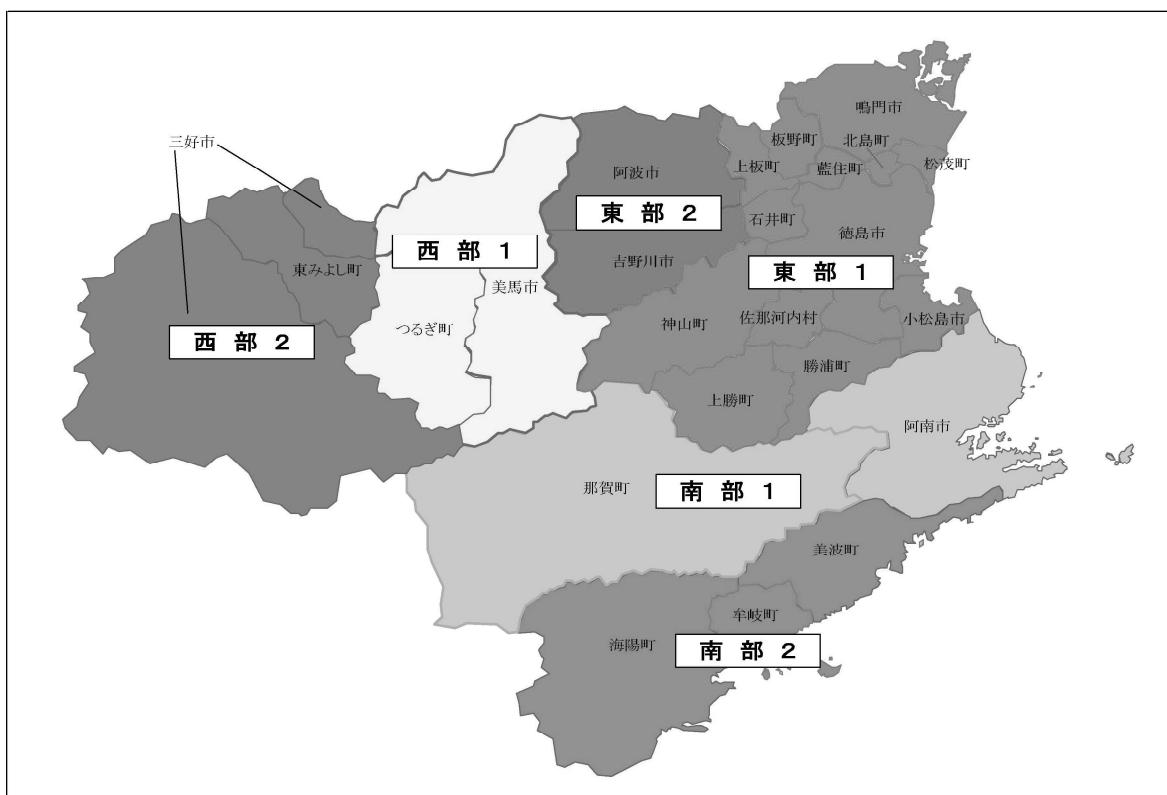 鳴門市
板野町
北島町
三好市
上板町
藍住町
松茂町
阿波市
東 部 2
石井町
徳島市
西 部 1
吉野川市
東 部 1
東みよし町
美馬市
つるぎ町
神山町
佐那河内村
小松島市
西 部 2
勝浦町
上勝町
阿南市
那賀町
南 部 1
美波町
牟岐町
海陽町
南 部 2